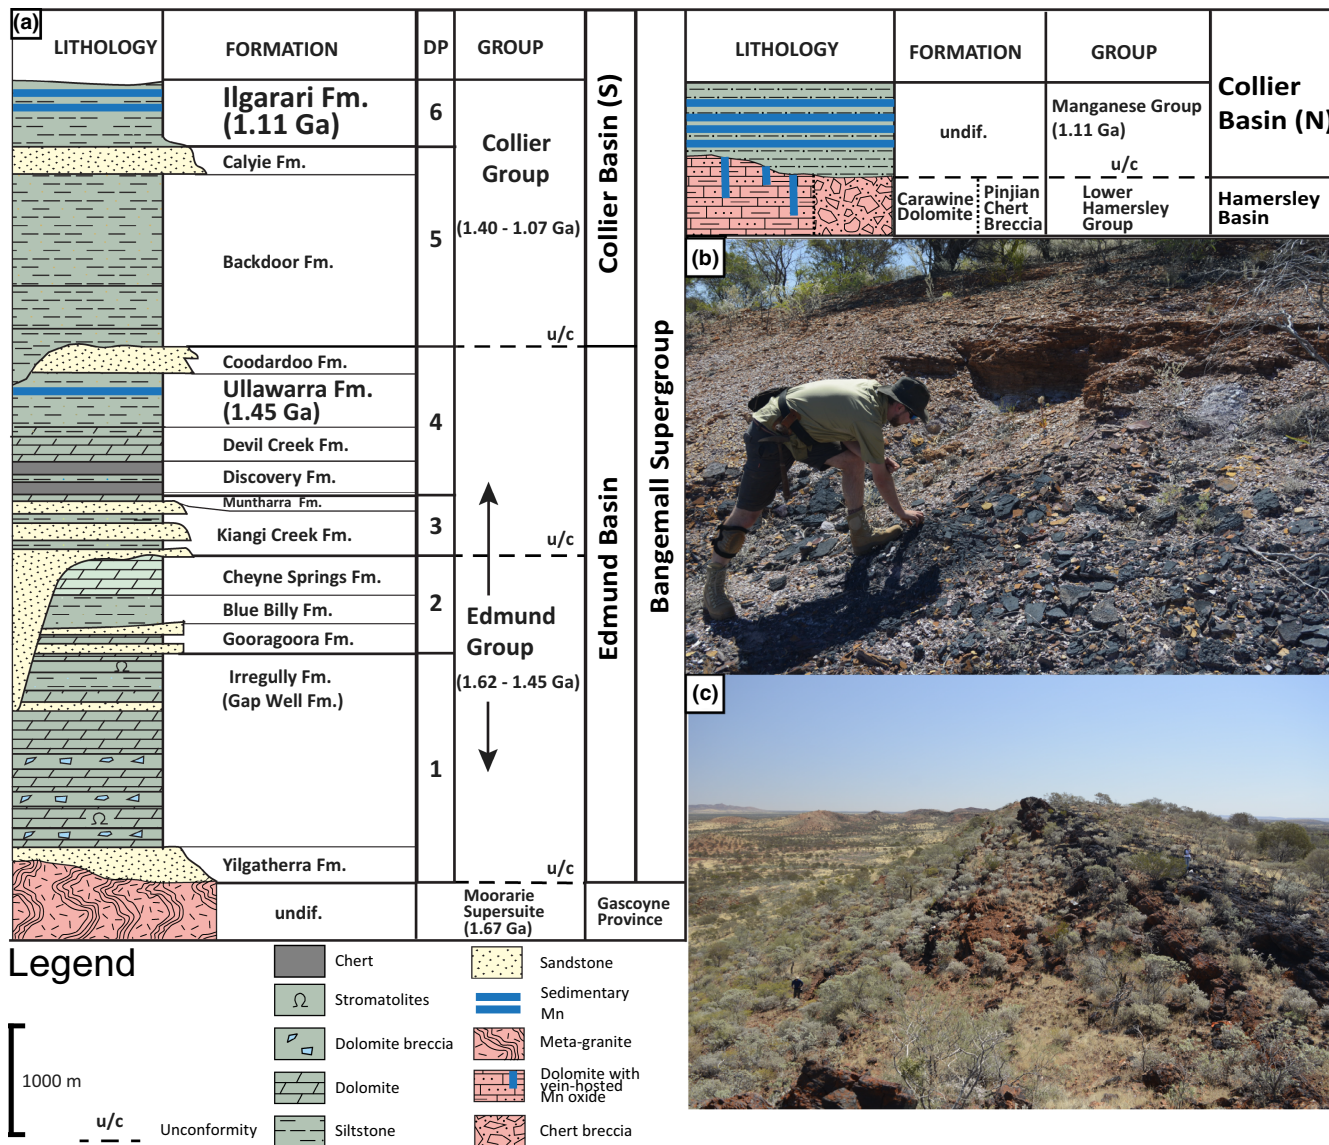 (a)
LITHOLOGY
FORMATION
DP
GROUP
Ilgarari Fm.
(1.11 Ga)
6
Calyie Fm.
Collier
Group
(1.40 - 1.07 Ga)
Collier Basin (S)
5
Backdoor Fm.
u/c
Coodardoo Fm.
Ullawarra Fm.
(1.45 Ga)
4
Devil Creek Fm.
Discovery Fm.
Muntharra Fm.
3
Kiangi Creek Fm.
u/c
Cheyne Springs Fm.
2
Blue Billy Fm.
Gooragoora Fm.
Edmund
Group
(1.62 - 1.45 Ga)
Edmund Basin
Bangemall Supergroup
Ω
Irregully Fm.
(Gap Well Fm.)
1
Ω
Yilgatherra Fm.
u/c
undif.
Moorarie
Supersuite
(1.67 Ga)
Gascoyne
Province
LITHOLOGY
FORMATION
GROUP
Collier
Basin (N)
undif.
Manganese Group
(1.11 Ga)
u/c
Carawine
Dolomite
Pinjian
Chert
Breccia
Lower
Hamersley
Group
Hamersley
Basin
(b)
(c)
Legend
1000 m
u/c
Unconformity
Chert
Ω
Stromatolites
Dolomite breccia
Dolomite
Siltstone
Sandstone
Sedimentary
Mn
Meta-granite
Dolomite with
vein-hosted
Mn oxide
Chert breccia